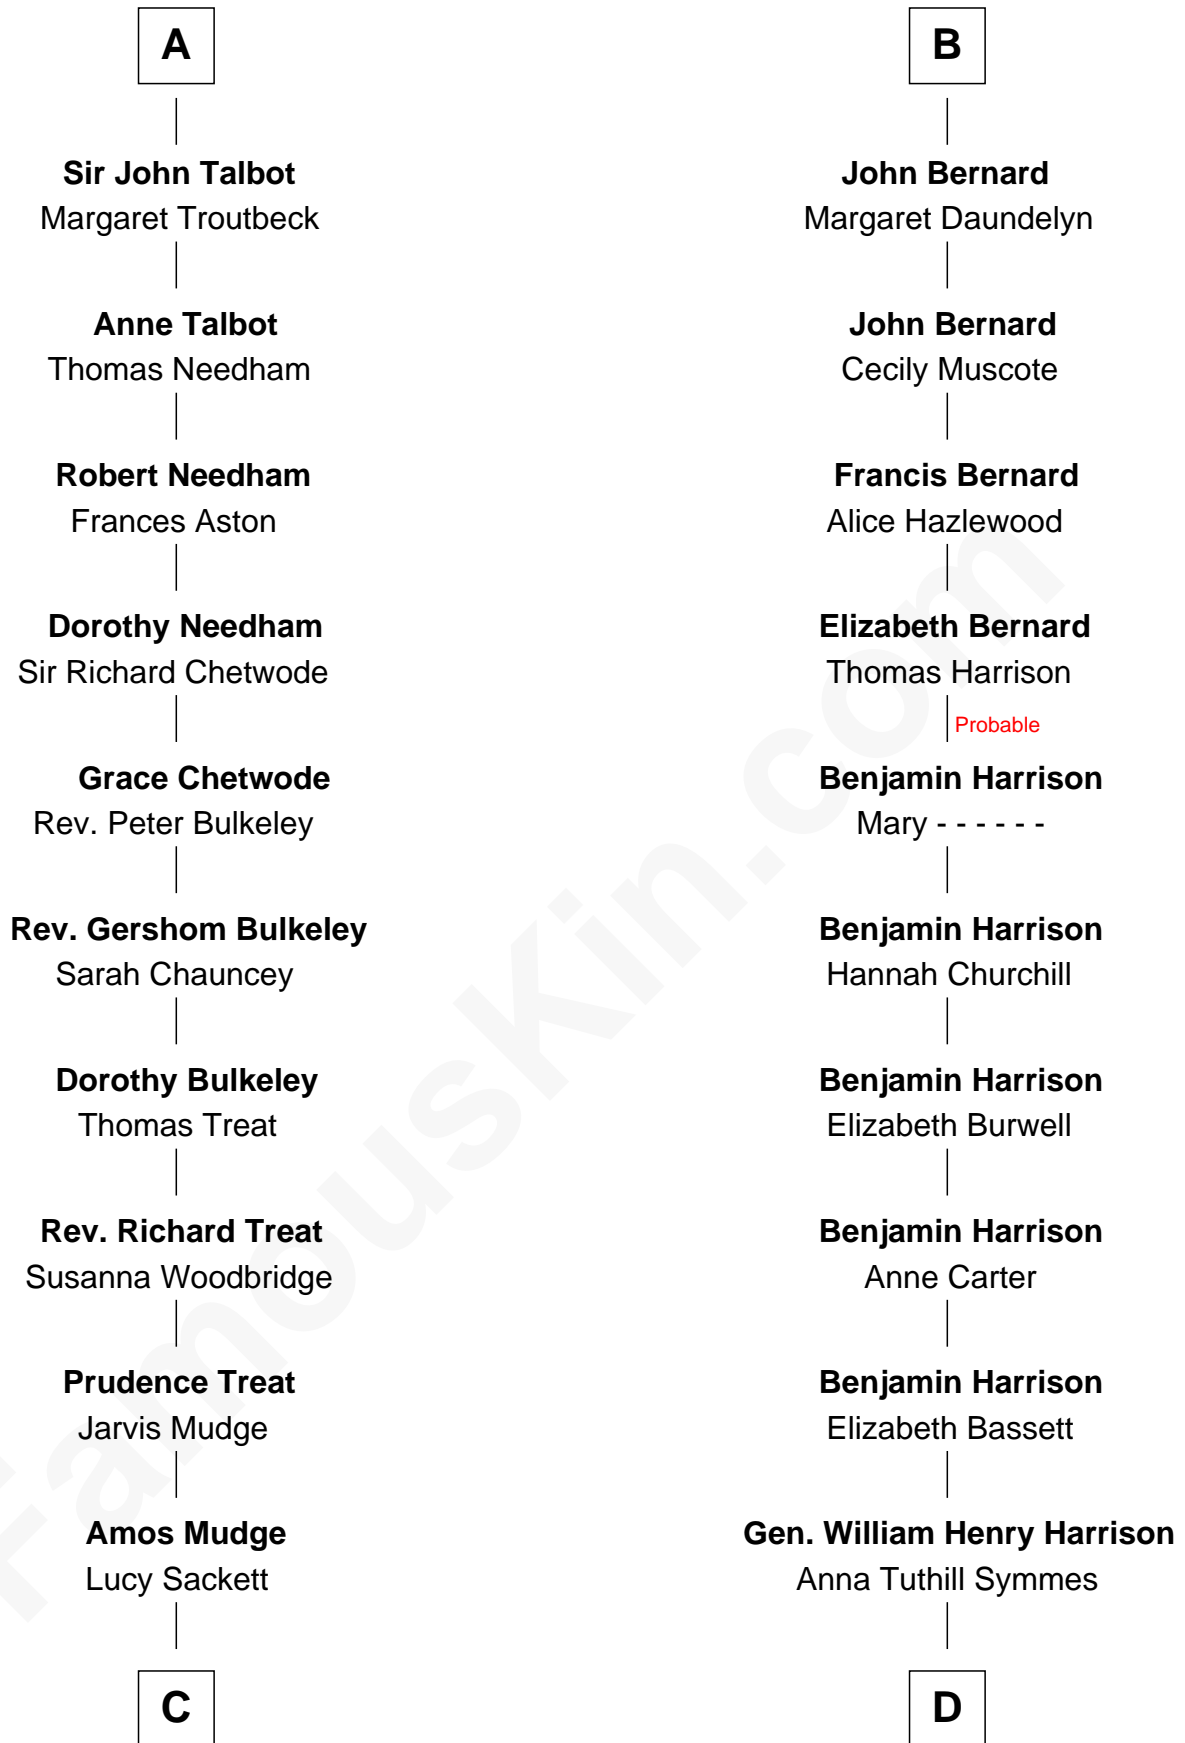 A
Sir John Talbot
Margaret Troutbeck
Anne Talbot
Thomas Needham
Robert Needham
Frances Aston
Dorothy Needham
Sir Richard Chetwode
Grace Chetwode
Rev. Peter Bulkeley
Rev. Gershom Bulkeley
Sarah Chauncey
Dorothy Bulkeley
Thomas Treat
Rev. Richard Treat
Susanna Woodbridge
Prudence Treat
Jarvis Mudge
Amos Mudge
Lucy Sackett
C
B
John Bernard
Margaret Daundelyn
John Bernard
Cecily Muscote
Francis Bernard
Alice Hazlewood
Elizabeth Bernard
Thomas Harrison
Probable
Benjamin Harrison
Mary - - - - - -
Benjamin Harrison
Hannah Churchill
Benjamin Harrison
Elizabeth Burwell
Benjamin Harrison
Anne Carter
Benjamin Harrison
Elizabeth Bassett
Gen. William Henry Harrison
Anna Tuthill Symmes
D
FamousKin.com